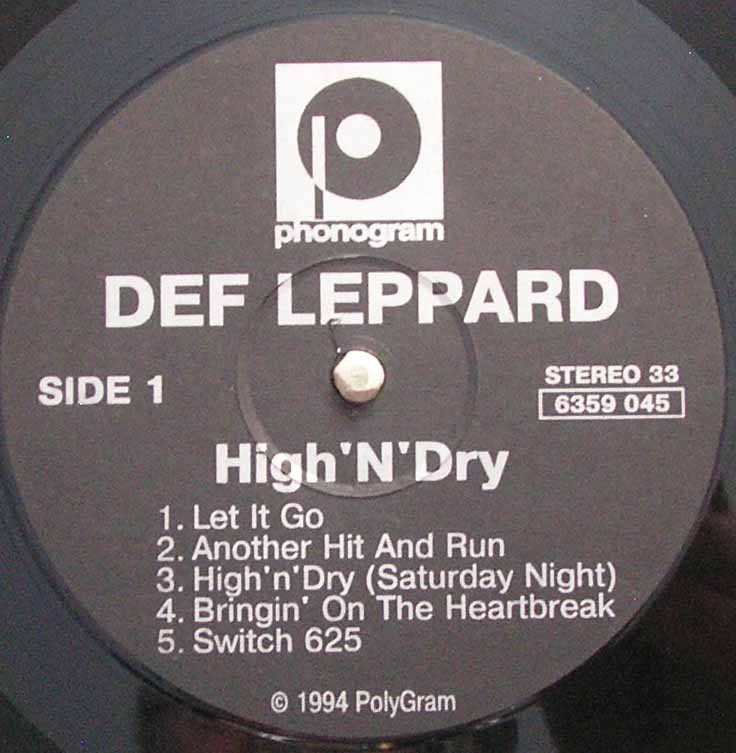 phonogram
DEF LEPPARD
SIDE 1
STEREO 33
6359 045
High'N'Dry
1. Let It Go
2. Another Hit And Run
3. High'n'Dry (Saturday Night)
4. Bringin' On The Heartbreak
5. Switch 625
© 1994 PolyGram